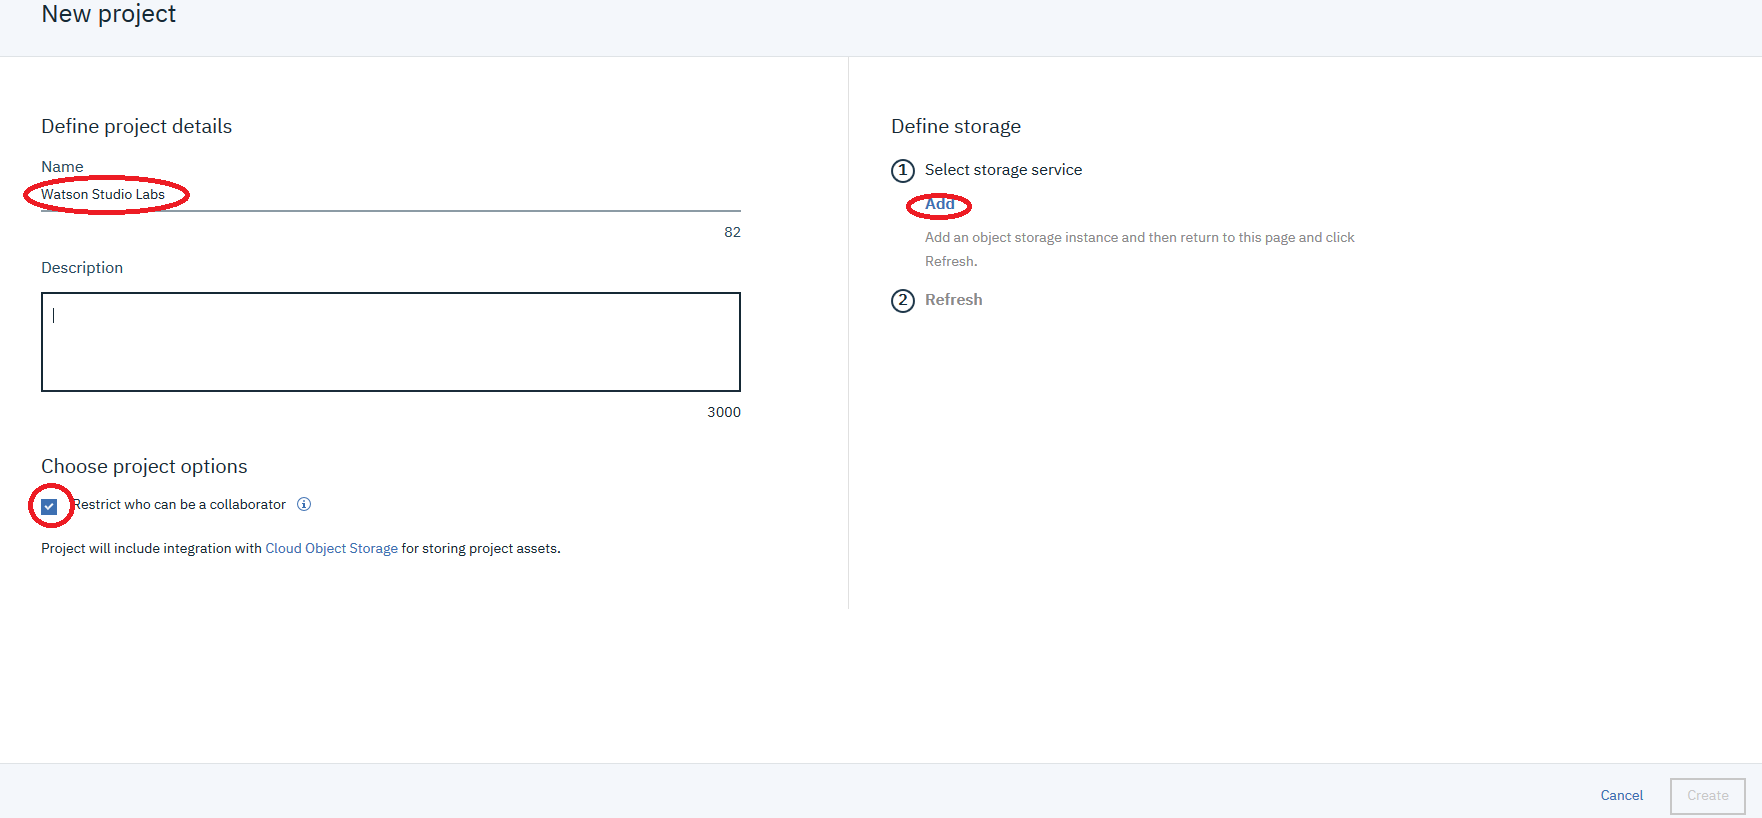 New project
Define project details
Name
Watson Studio Labs
82
Description
3000
Choose project options
Restrict who can be a collaborator
Project will include integration with Cloud Object Storage for storing project assets.
Define storage
1 Select storage service
Add
Add an object storage instance and then return to this page and click
Refresh.
2 Refresh
Cancel
Create